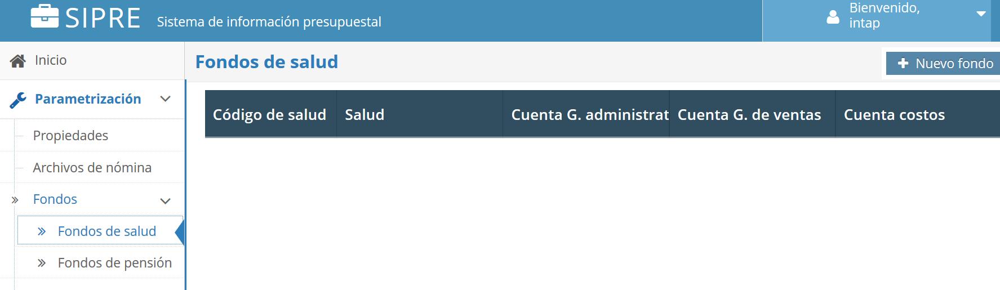 SIPRE Sistema de información presupuestal
Bienvenido,
intap
Inicio
Parametrización
Propiedades
Archivos de nómina
Fondos
Fondos de salud
Fondos de pensión
Fondos de salud
Nuevo fondo
Código de salud Salud Cuenta G. administrat Cuenta G. de ventas Cuenta costos